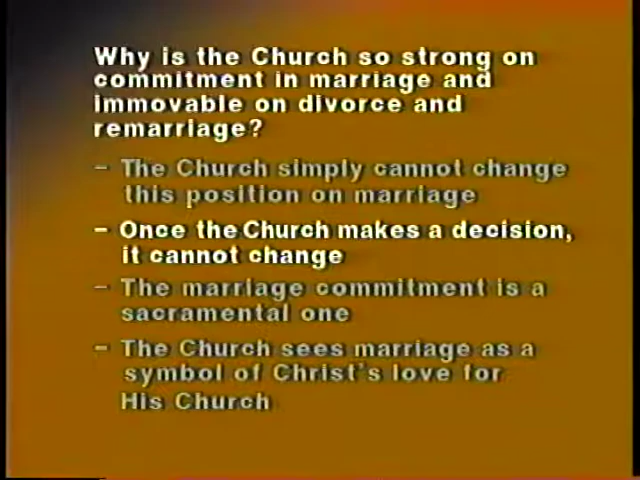 Why is the Church so strong on
commitment in marriage and
immovable on divorce and
remarriage?
– The Church simply cannot change
this position on marriage
– Once the Church makes a decision,
it cannot change
– The marriage commitment is a
sacramental one
– The Church sees marriage as a
symbol of Christ's love for
His Church